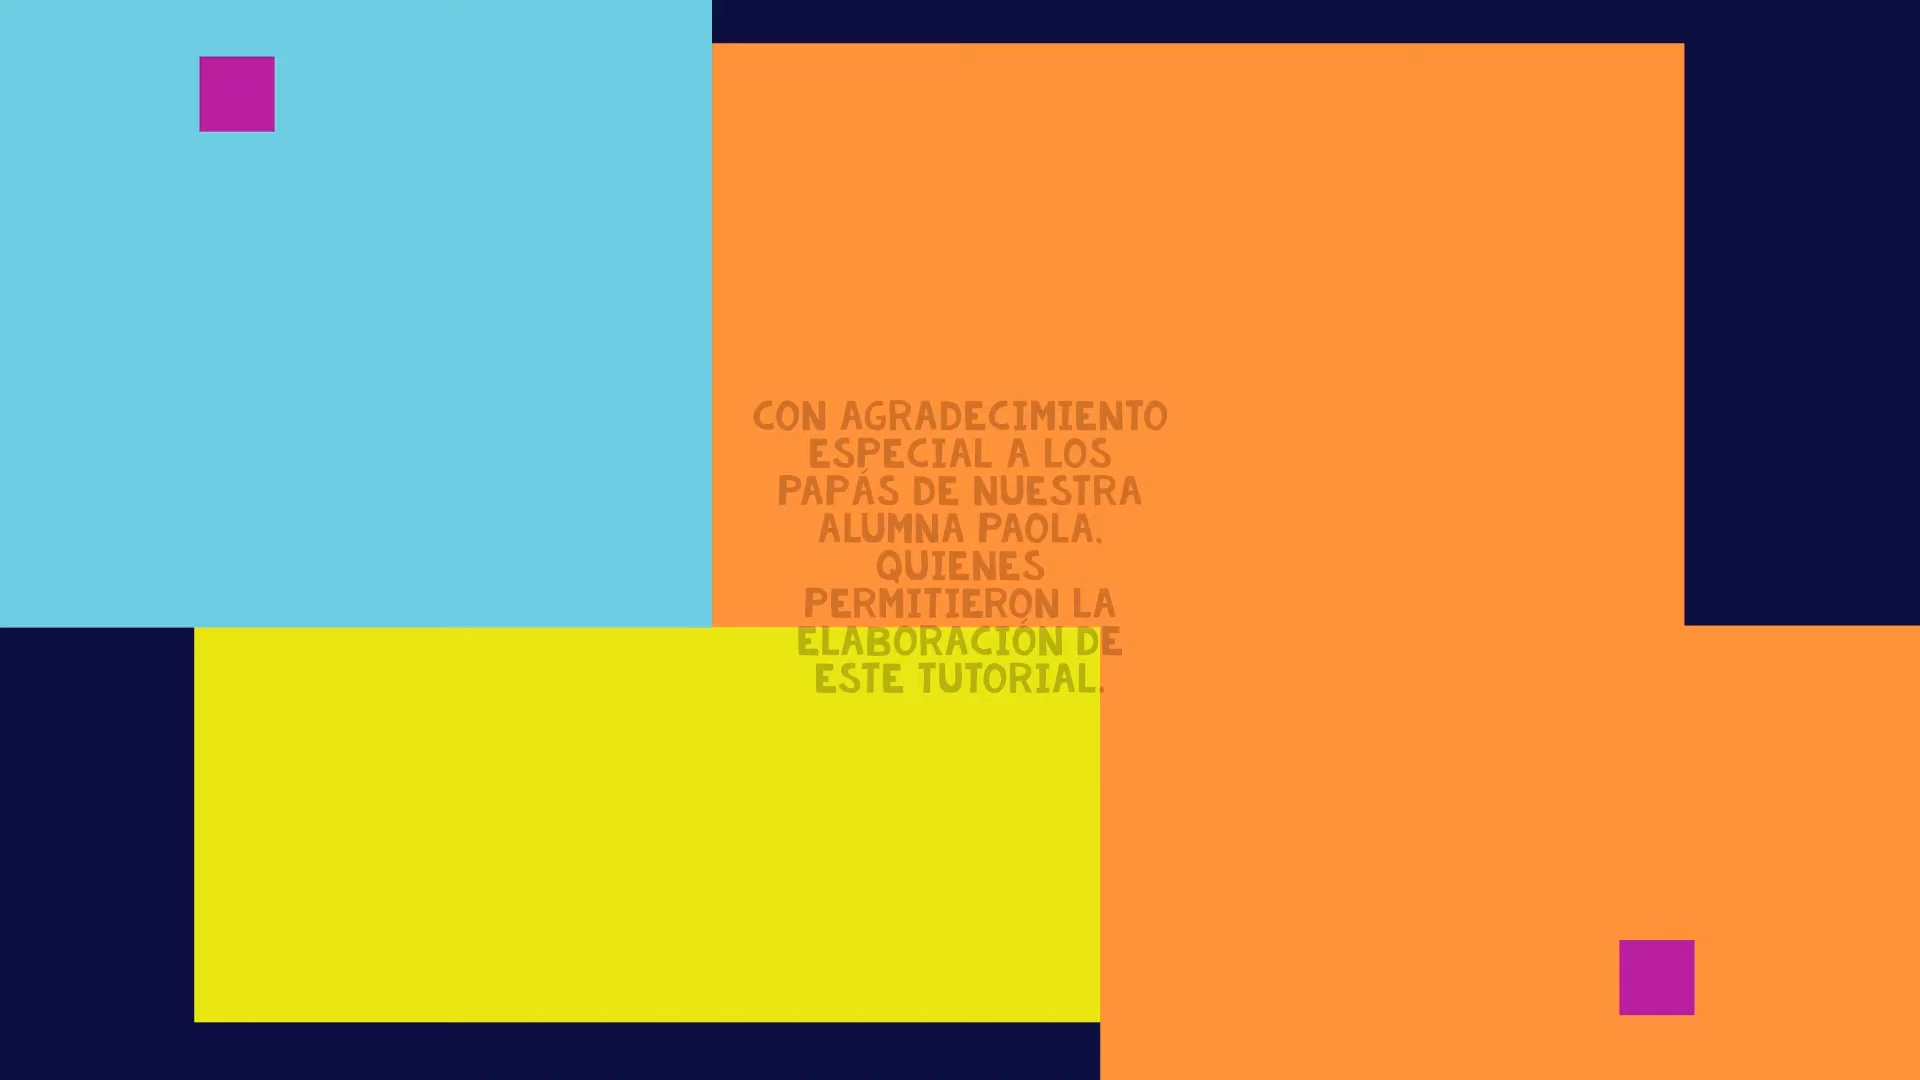 CON AGRADECIMIENTO
ESPECIAL A LOS
PAPÁS DE NUESTRA
ALUMNA PAOLA.
QUIENES
PERMITIERON LA
ELABORACIÓN DE
ESTE TUTORIAL.